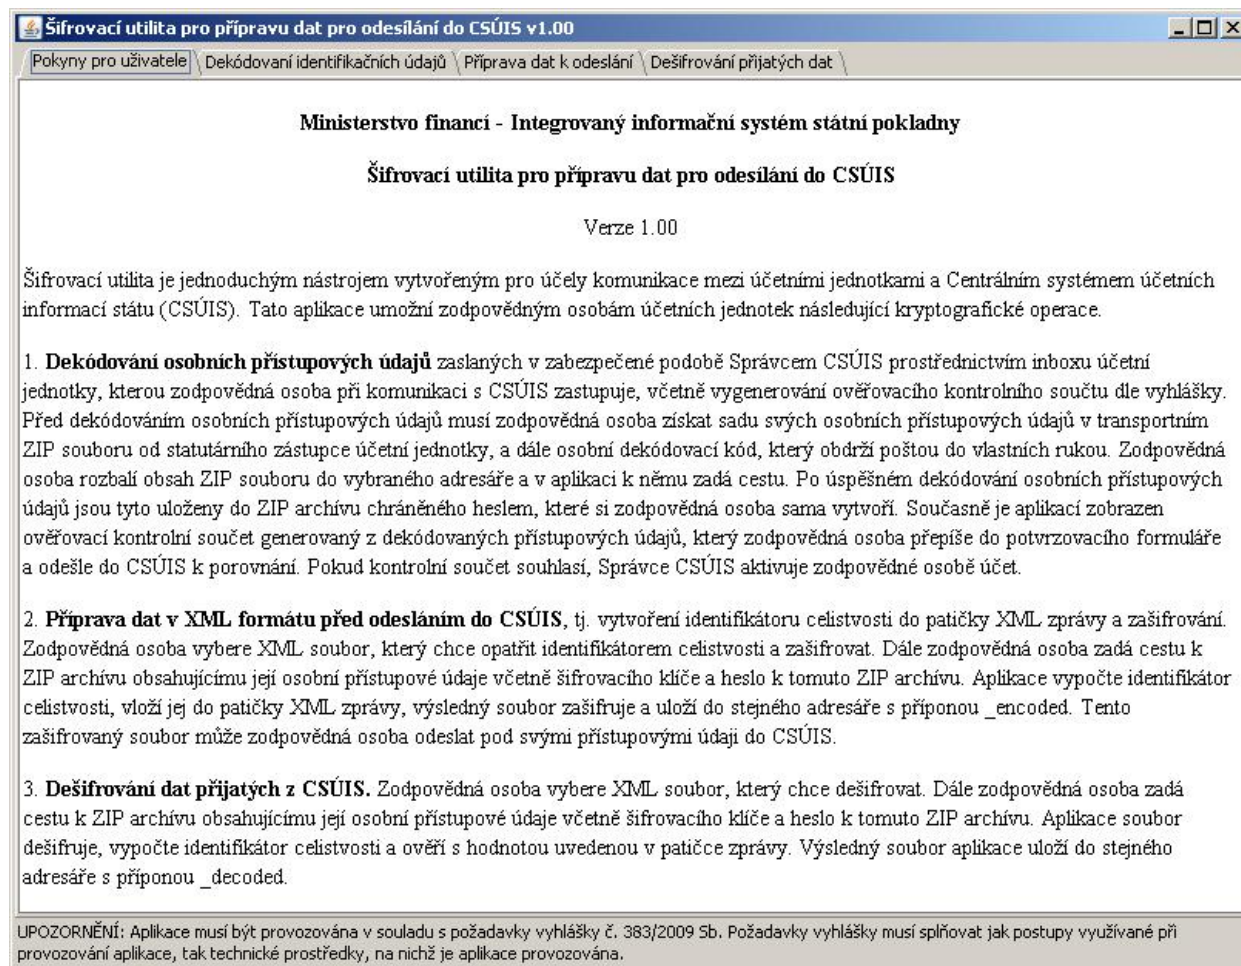 Šifrovací utilita pro přípravu dat pro odesílání do CSÚIS v1.00
Pokyny pro uživatele
Dekódovaní identifikačních údajů
Příprava dat k odeslání
Dešifrování přijatých dat
Ministerstvo financí - Integrovaný informační systém státní pokladny
Šifrovací utilita pro přípravu dat pro odesílání do CSÚIS
Verze 1.00
Šifrovací utilita je jednoduchým nástrojem vytvořeným pro účely komunikace mezi účetními jednotkami a Centrálním systémem účetních
informací státu (CSÚIS). Tato aplikace umožní zodpovědným osobám účetních jednotek následující kryptografické operace.
1. Dekódování osobních přístupových údajů zaslaných v zabezpečené podobě Správcem CSÚIS prostřednictvím inboxu účetní
jednotky, kterou zodpovědná osoba při komunikaci s CSÚIS zastupuje, včetně vygenerování ověřovacího kontrolního součtu dle vyhlášky.
Před dekódováním osobních přístupových údajů musí zodpovědná osoba získat sadu svých osobních přístupových údajů v transportním
ZIP souboru od statutárního zástupce účetní jednotky, a dále osobní dekódovací kód, který obdrží poštou do vlastních rukou. Zodpovědná
osoba rozbalí obsah ZIP souboru do vybraného adresáře a v aplikaci k němu zadá cestu. Po úspěšném dekódování osobních přístupových
údajů jsou tyto uloženy do ZIP archívu chráněného heslem, které si zodpovědná osoba sama vytvoří. Současně je aplikací zobrazen
ověřovací kontrolní součet generovaný z dekódovaných přístupových údajů, který zodpovědná osoba přepíše do potvrzovacího formuláře
a odešle do CSÚIS k porovnání. Pokud kontrolní součet souhlasí, Správce CSÚIS aktivuje zodpovědné osobě účet.
2. Příprava dat v XML formátu před odesláním do CSÚIS, tj. vytvoření identifikátoru celistvosti do patičky XML zprávy a zašifrování.
Zodpovědná osoba vybere XML soubor, který chce opatřit identifikátorem celistvosti a zašifrovat. Dále zodpovědná osoba zadá cestu k
ZIP archívu obsahujícímu její osobní přístupové údaje včetně šifrovacího klíče a heslo k tomuto ZIP archívu. Aplikace vypočte identifikátor
celistvosti, vloží jej do patičky XML zprávy, výsledný soubor zašifruje a uloží do stejného adresáře s příponou _encoded. Tento
zašifrovaný soubor může zodpovědná osoba odeslat pod svými přístupovými údaji do CSÚIS.
3. Dešifrování dat přijatých z CSÚIS. Zodpovědná osoba vybere XML soubor, který chce dešifrovat. Dále zodpovědná osoba zadá
cestu k ZIP archívu obsahujícímu její osobní přístupové údaje včetně šifrovacího klíče a heslo k tomuto ZIP archívu. Aplikace soubor
dešifruje, vypočte identifikátor celistvosti a ověří s hodnotou uvedenou v patičce zprávy. Výsledný soubor aplikace uloží do stejného
adresáře s příponou _decoded.
UPOZORNĚNÍ: Aplikace musí být provozována v souladu s požadavky vyhlášky č. 383/2009 Sb. Požadavky vyhlášky musí splňovat jak postupy využívané při
provozování aplikace, tak technické prostředky, na nichž je aplikace provozována.